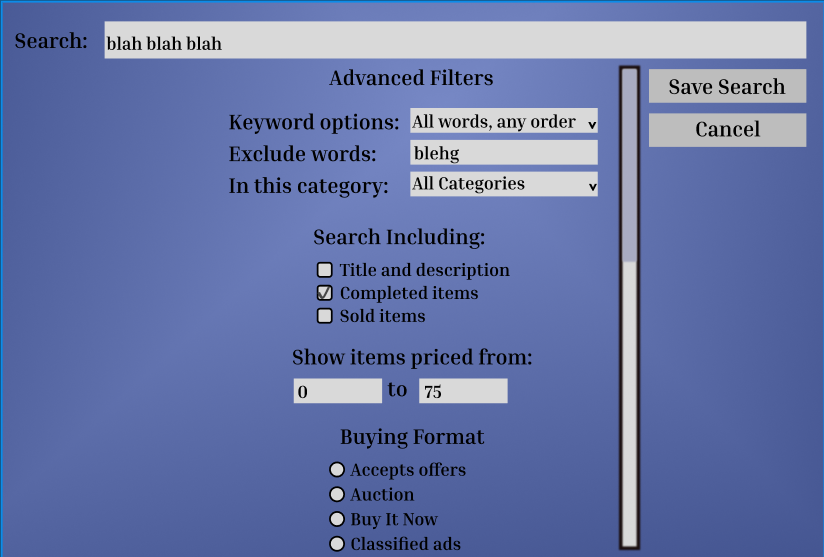 Search: blah blah blah
Advanced Filters
Save Search
Keyword options: All words, any order
Cancel
Exclude words: blehg
In this category: All Categories
Search Including:
Title and description
Completed items
Sold items
Show items priced from:
0 to 75
Buying Format
Accepts offers
Auction
Buy It Now
Classified ads